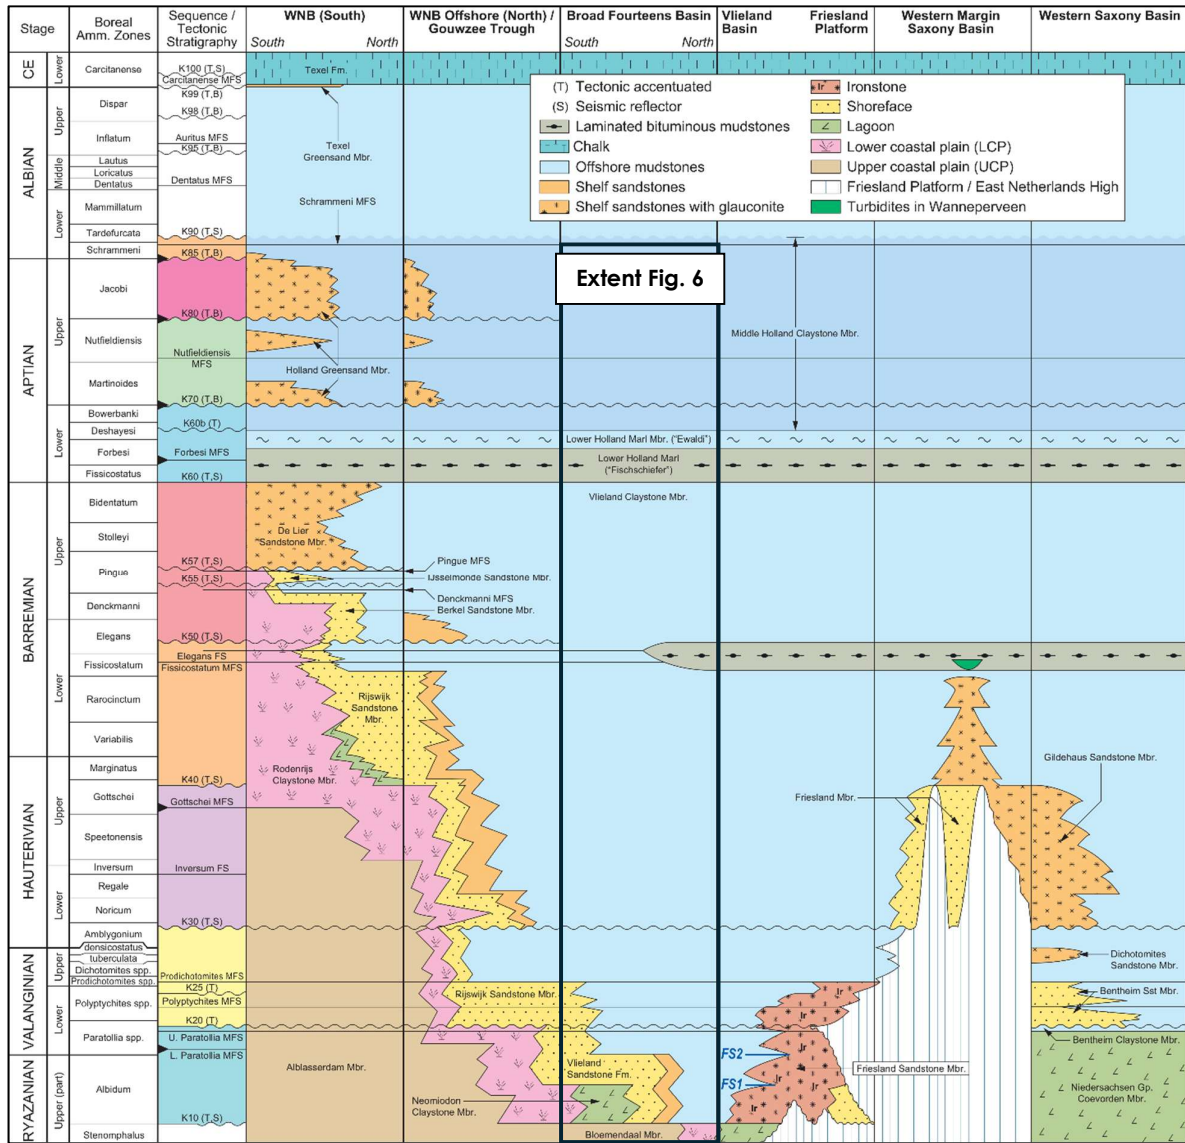 Stage
Boreal
Amm. Zones
Sequence /
Tectonic
Stratigraphy
WNB (South)
South
North
WNB Offshore (North) /
Gouwzee Trough
Broad Fourteens Basin
South
North
Vlieland
Basin
Friesland
Platform
Western Margin
Saxony Basin
Western Saxony Basin
CE
Lower
Carcitanense
K100 (T,S)
Carcitanense MFS
Texel Fm.
ALBIAN
Upper
Middle
Lower
Dispar
Inflatum
Lautus
Loricatus
Dentatus
Mammillatum
Tardefurcata
Schrammeni
K99 (T,B)
K98 (T,B)
Auritus MFS
K95 (T,B)
Dentatus MFS
K90 (T,S)
K85 (T,B)
Texel
Greensand Mbr.
Schrammeni MFS
(T) Tectonic accentuated
(S) Seismic reflector
Laminated bituminous mudstones
Chalk
Offshore mudstones
Shelf sandstones
Shelf sandstones with glauconite
Ir
Ironstone
Shoreface
Lagoon
Lower coastal plain (LCP)
Upper coastal plain (UCP)
Friesland Platform / East Netherlands High
Turbidites in Wanneperveen
Extent Fig. 6
APTIAN
Upper
Lower
Jacobi
Nutfieldiensis
Martinoides
Bowerbanki
Deshayesi
Forbesi
Fissicostatus
K80 (T,B)
Nutfieldiensis
MFS
K70 (T,B)
K60b (T)
Forbesi MFS
K60 (T,S)
Holland Greensand Mbr.
Middle Holland Claystone Mbr.
Lower Holland Marl Mbr. ("Ewaldi")
Lower Holland Marl
("Fischschiefer")
BARREMIAN
Upper
Lower
Bidentatum
Stolleyi
Pingue
Denckmanni
Elegans
Fissicostatum
Rarocinctum
Variabilis
K57 (T,S)
K55 (T,S)
K50 (T,S)
Elegans FS
Fissicostatum MFS
Vlieland Claystone Mbr.
De Lier
Sandstone Mbr.
Pingue MFS
IJsselmonde Sandstone Mbr.
Denckmanni MFS
Berkel Sandstone Mbr.
Rijswijk
Sandstone
Mbr.
Rodenrijs
Claystone Mbr.
HAUTERIVIAN
Upper
Lower
Marginatus
Gottschei
Speetonensis
Inversum
Regale
Noricum
Amblygonium
K40 (T,S)
Gottschei MFS
Inversum FS
K30 (T,S)
Gildehaus Sandstone Mbr.
Friesland Mbr.
VALANGINIAN
Upper
Lower
densicostatus
tuberculata
Dichotomites spp.
Prodichotomites spp.
Polyptychites spp.
Paratollia spp.
Prodichotomites MFS
K25 (T)
Polyptychites MFS
K20 (T)
U. Paratollia MFS
L. Paratollia MFS
Rijswijk Sandstone Mbr.
Ir
Ir
Dichotomites
Sandstone Mbr.
Bentheim Sst Mbr.
Bentheim Claystone Mbr.
RYAZANIAN
Upper (part)
Albidum
Stenomphalus
K10 (T,S)
Alblasserdam Mbr.
Neomiodon
Claystone Mbr.
Vlieland
Sandstone Fm.
Bloemendaal Mbr.
FS2
FS1
Ir
Ir
Friesland Sandstone Mbr.
Niedersachsen Gp.
Coevorden Mbr.